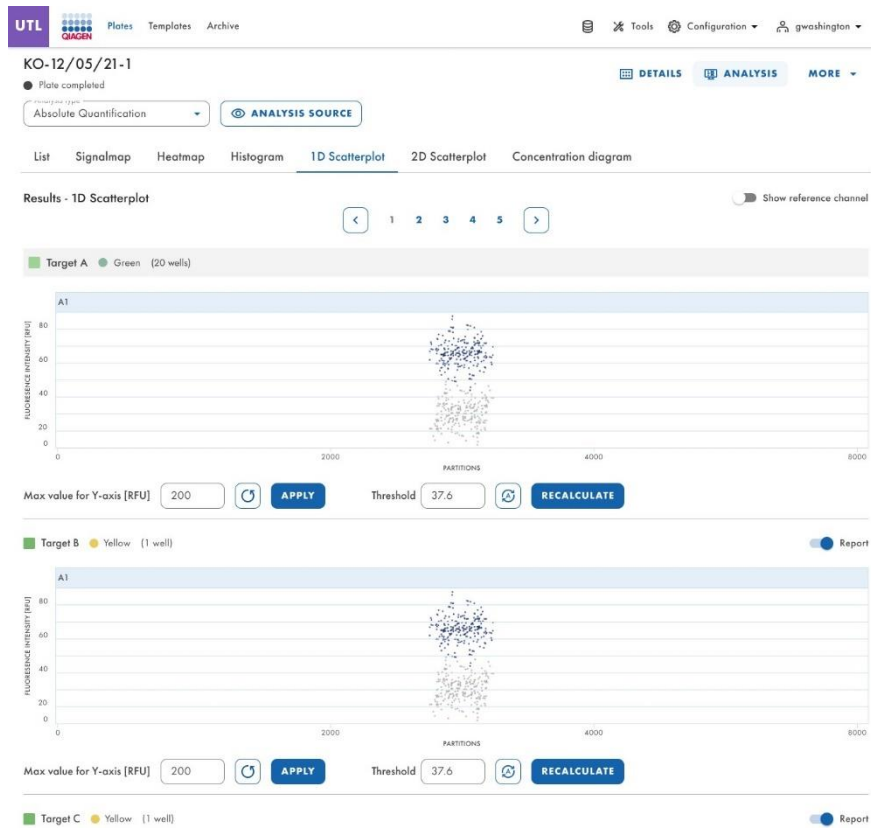 UTL QIAGEN Plates Templates Archive Tools Configuration gwashington
KO-12/05/21-1
Plate completed
DETAILS ANALYSIS MORE
Analysis type
Absolute Quantification ANALYSIS SOURCE
List Signalmap Heatmap Histogram 1D Scatterplot 2D Scatterplot Concentration diagram
Results - 1D Scatterplot Show reference channel
< 1 2 3 4 5 >
Target A Green (20 wells)
A1
FLUORESENCE INTENSITY [RFU]
80
60
40
20
0
0 2000 4000 8000
PARTITIONS
Max value for Y-axis [RFU] 200 APPLY Threshold 37.6 A RECALCULATE
Target B Yellow (1 well) Report
A1
FLUORESENCE INTENSITY [RFU]
80
60
40
20
0
0 2000 4000 8000
PARTITIONS
Max value for Y-axis [RFU] 200 APPLY Threshold 37.6 A RECALCULATE
Target C Yellow (1 well) Report